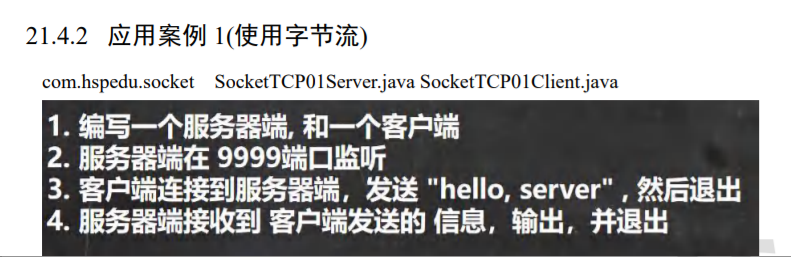 21.4.2 应用案例 1(使用字节流)
com.hspedu.socket SocketTCP01Server.java SocketTCP01Client.java
1. 编写一个服务器端, 和一个客户端
2. 服务器端在 9999端口监听
3. 客户端连接到服务器端，发送 "hello, server" , 然后退出
4. 服务器端接收到 客户端发送的 信息，输出，并退出